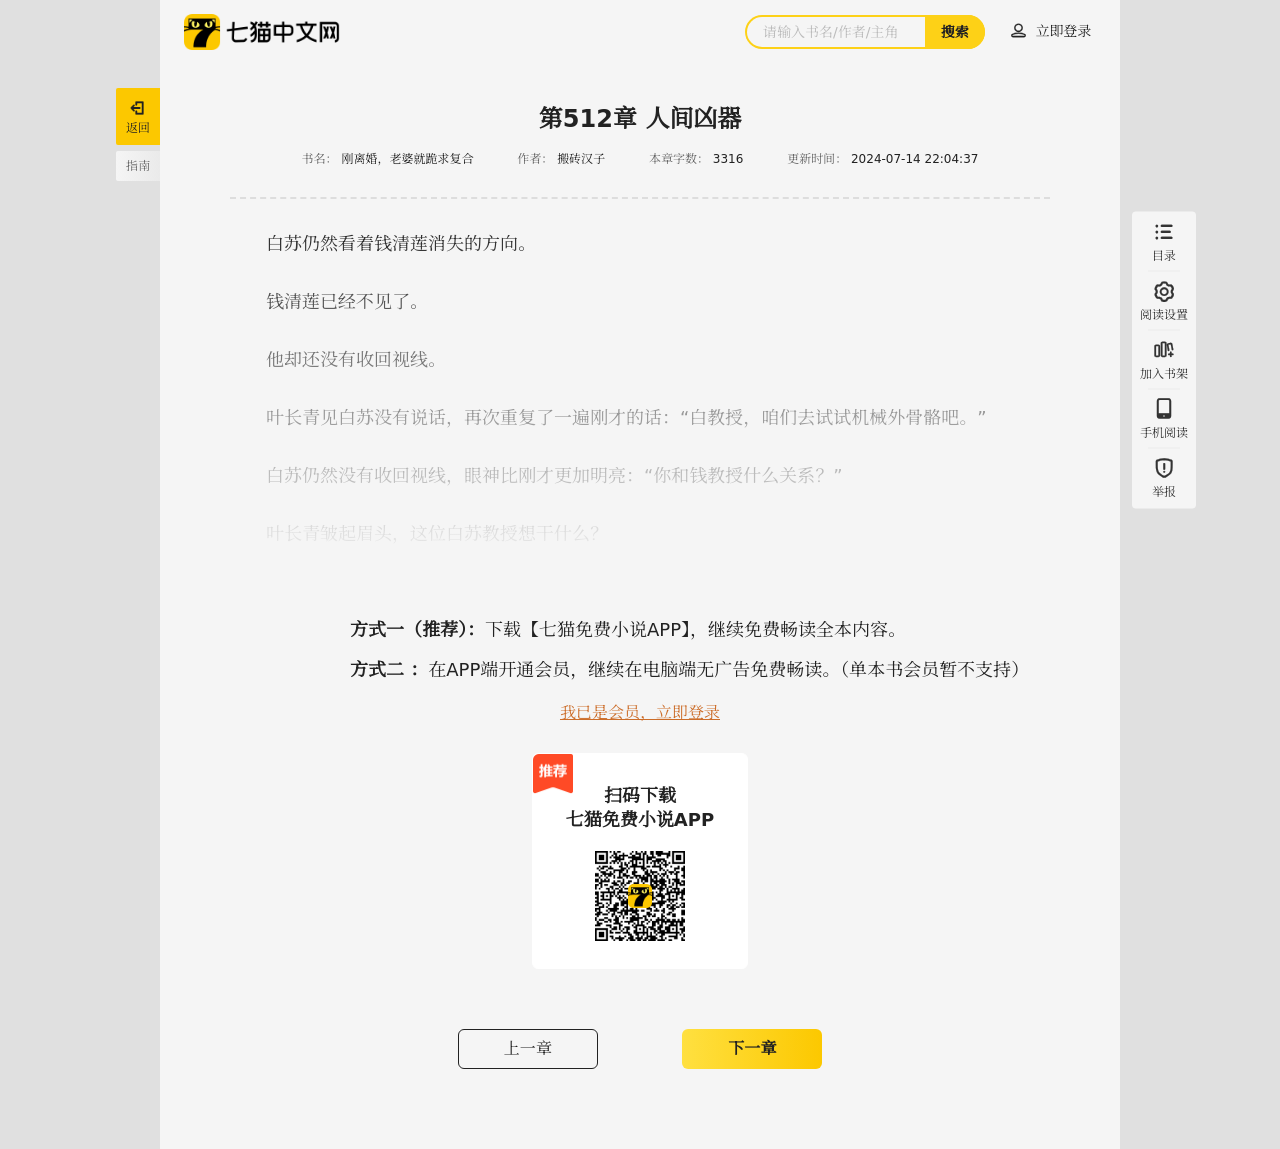 七猫中文网
请输入书名/作者/主角
搜索
立即登录
返回
指南
第512章 人间凶器
书名： 刚离婚，老婆就跪求复合 作者： 搬砖汉子 本章字数： 3316 更新时间： 2024-07-14 22:04:37
白苏仍然看着钱清莲消失的方向。
钱清莲已经不见了。
他却还没有收回视线。
叶长青见白苏没有说话，再次重复了一遍刚才的话：“白教授，咱们去试试机械外骨骼吧。”
白苏仍然没有收回视线，眼神比刚才更加明亮：“你和钱教授什么关系？”
叶长青皱起眉头，这位白苏教授想干什么？
目录
阅读设置
加入书架
手机阅读
举报
方式一（推荐）：下载【七猫免费小说APP】，继续免费畅读全本内容。
方式二 ：在APP端开通会员，继续在电脑端无广告免费畅读。（单本书会员暂不支持）
我已是会员，立即登录
推荐
扫码下载
七猫免费小说APP
上一章
下一章